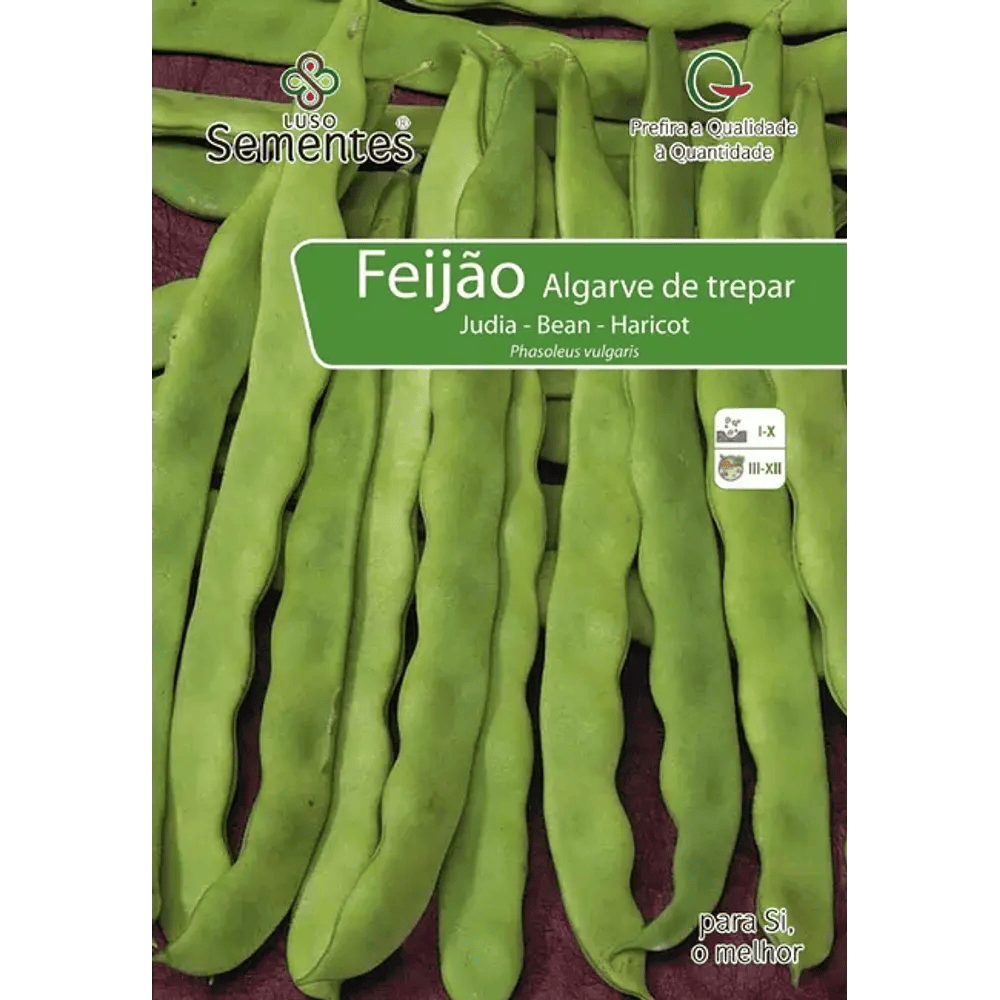 LUSO
Sementes®
Prefira a Qualidade
à Quantidade
Feijão Algarve de trepar
Judia - Bean - Haricot
Phasoleus vulgaris
I-X
III-XII
para Si,
o melhor